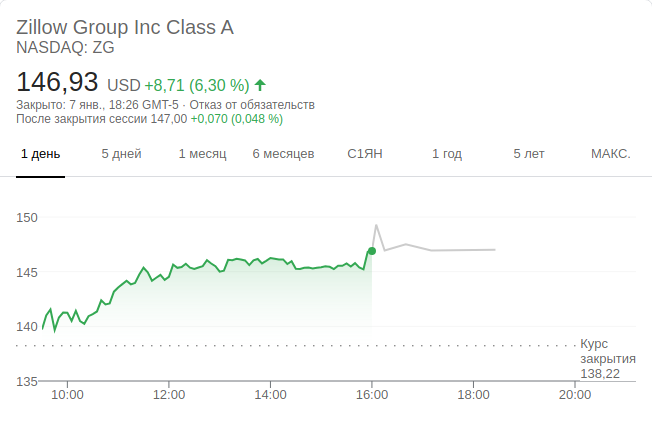 Zillow Group Inc Class A
NASDAQ: ZG
146,93 USD +8,71 (6,30 %)
Закрыто: 7 янв., 18:26 GMT-5 · Отказ от обязательств
После закрытия сессии 147,00 +0,070 (0,048 %)
1 день 5 дней 1 месяц 6 месяцев С1ЯН 1 год 5 лет МАКС.
150
145
140
Курс
закрытия
138,22
135
10:00 12:00 14:00 16:00 18:00 20:00